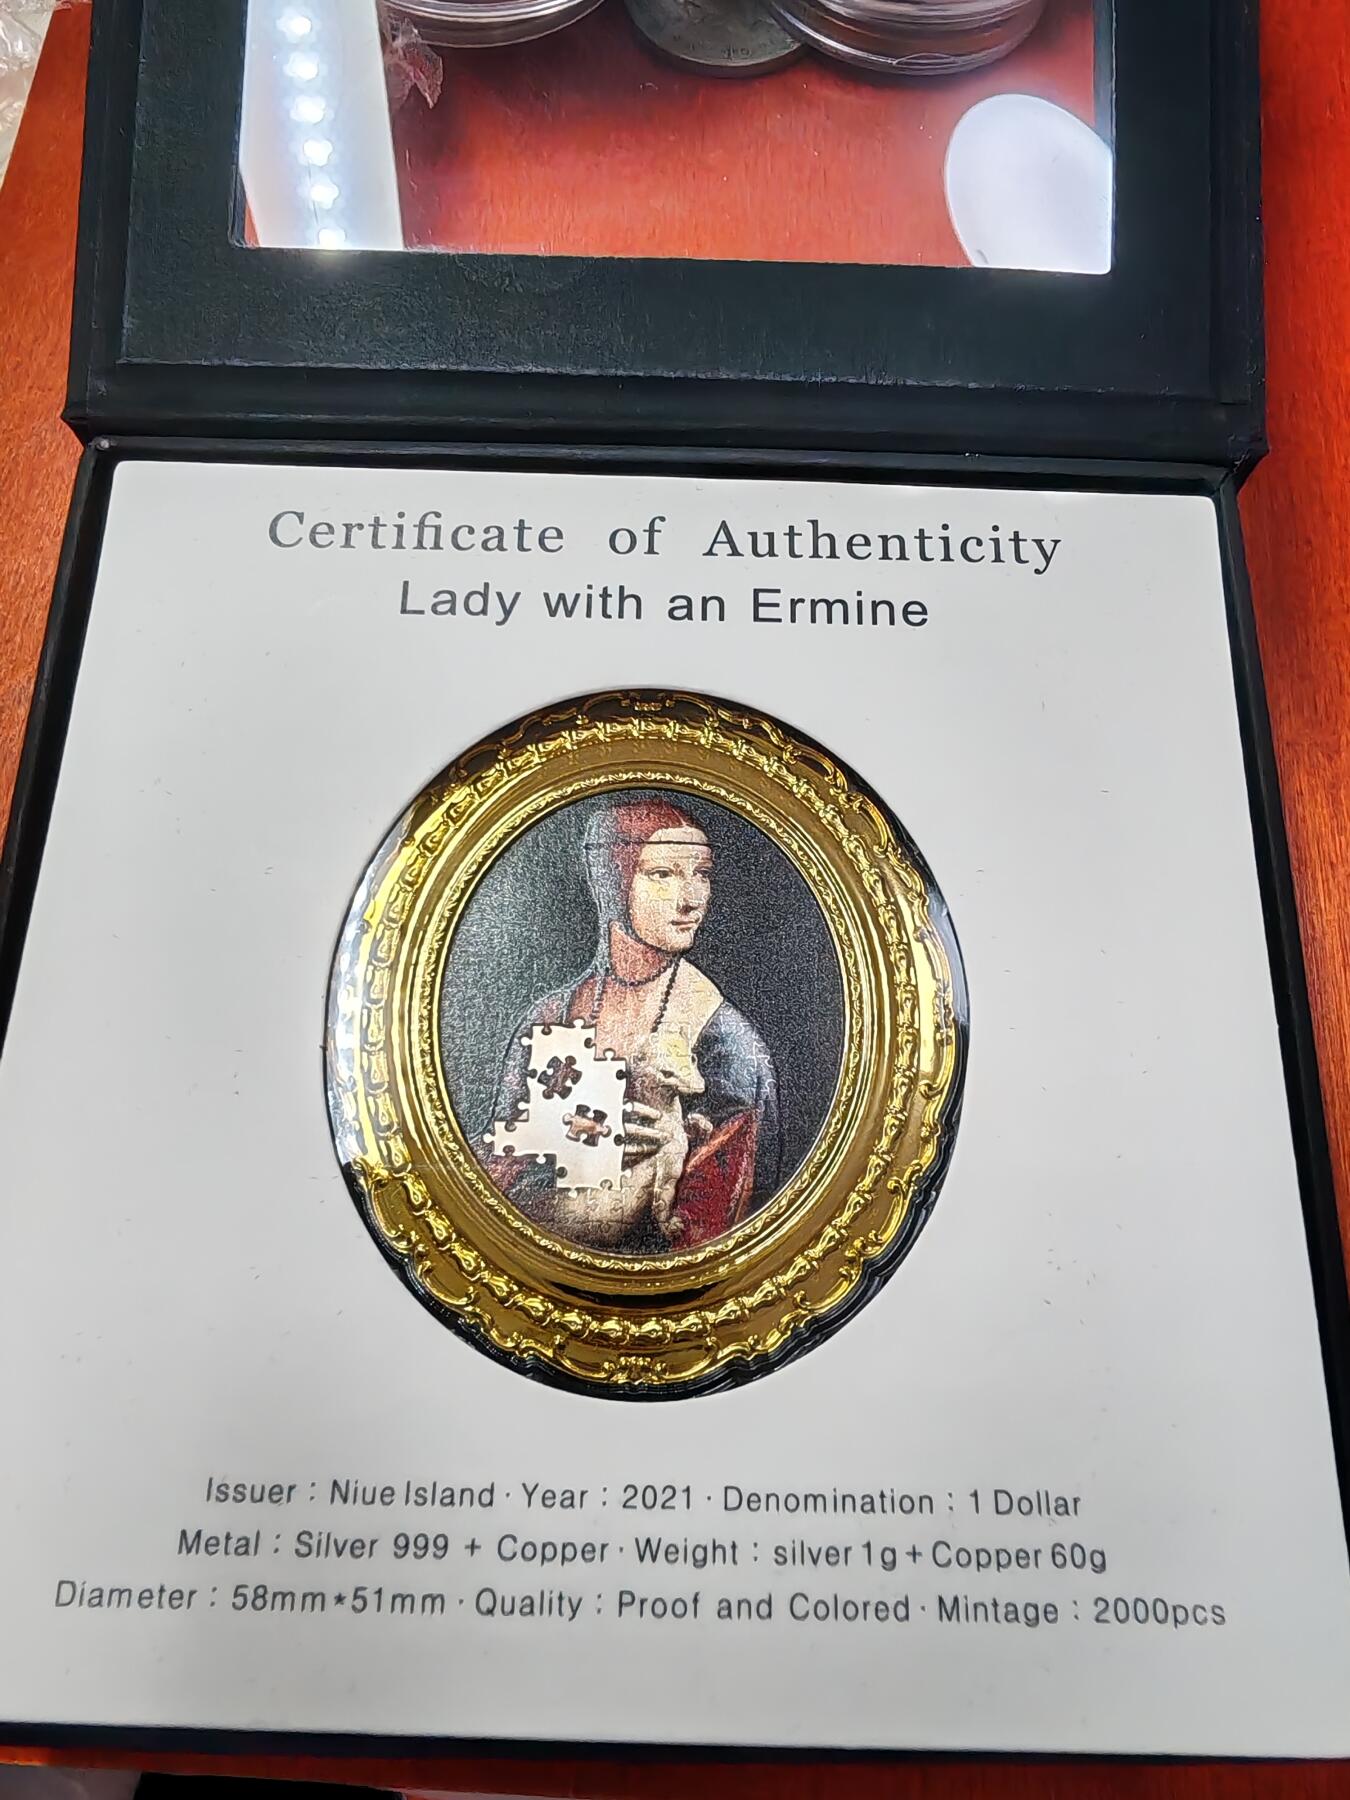 Certificate of Authenticity
Lady with an Ermine
Issuer : Niue Island · Year : 2021 · Denomination : 1 Dollar
Metal : Silver 999 + Copper · Weight : silver 1g + Copper 60g
Diameter : 58mm*51mm · Quality : Proof and Colored · Mintage : 2000pcs